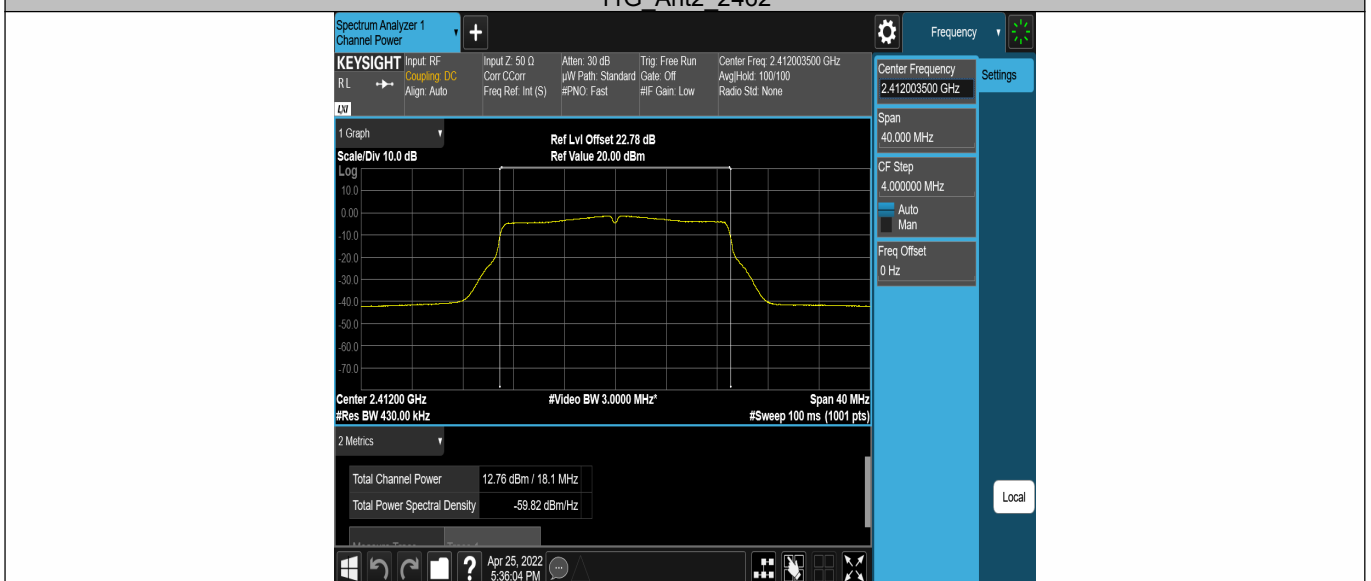 Spectrum Analyzer 1
Channel Power
Frequency
KEYSIGHT
Input: RF
Input Z: 50 Ω
Atten: 30 dB
Trig: Free Run
Center Freq: 2.412003500 GHz
RL
Coupling: DC
Corr CCorr
µW Path: Standard
Gate: Off
Avg|Hold: 100/100
Align: Auto
Freq Ref: Int (S)
#PNO: Fast
#IF Gain: Low
Radio Std: None
LXI
Center Frequency
2.412003500 GHz
Settings
Span
40.000 MHz
CF Step
4.000000 MHz
Auto
Man
Freq Offset
0 Hz
1 Graph
Ref Lvl Offset 22.78 dB
Scale/Div 10.0 dB
Ref Value 20.00 dBm
Log
10.0
0.00
-10.0
-20.0
-30.0
-40.0
-50.0
-60.0
-70.0
Center 2.41200 GHz
#Video BW 3.0000 MHz*
Span 40 MHz
#Res BW 430.00 kHz
#Sweep 100 ms (1001 pts)
2 Metrics
Total Channel Power
12.76 dBm / 18.1 MHz
Total Power Spectral Density
-59.82 dBm/Hz
Local
Apr 25, 2022
5:36:04 PM